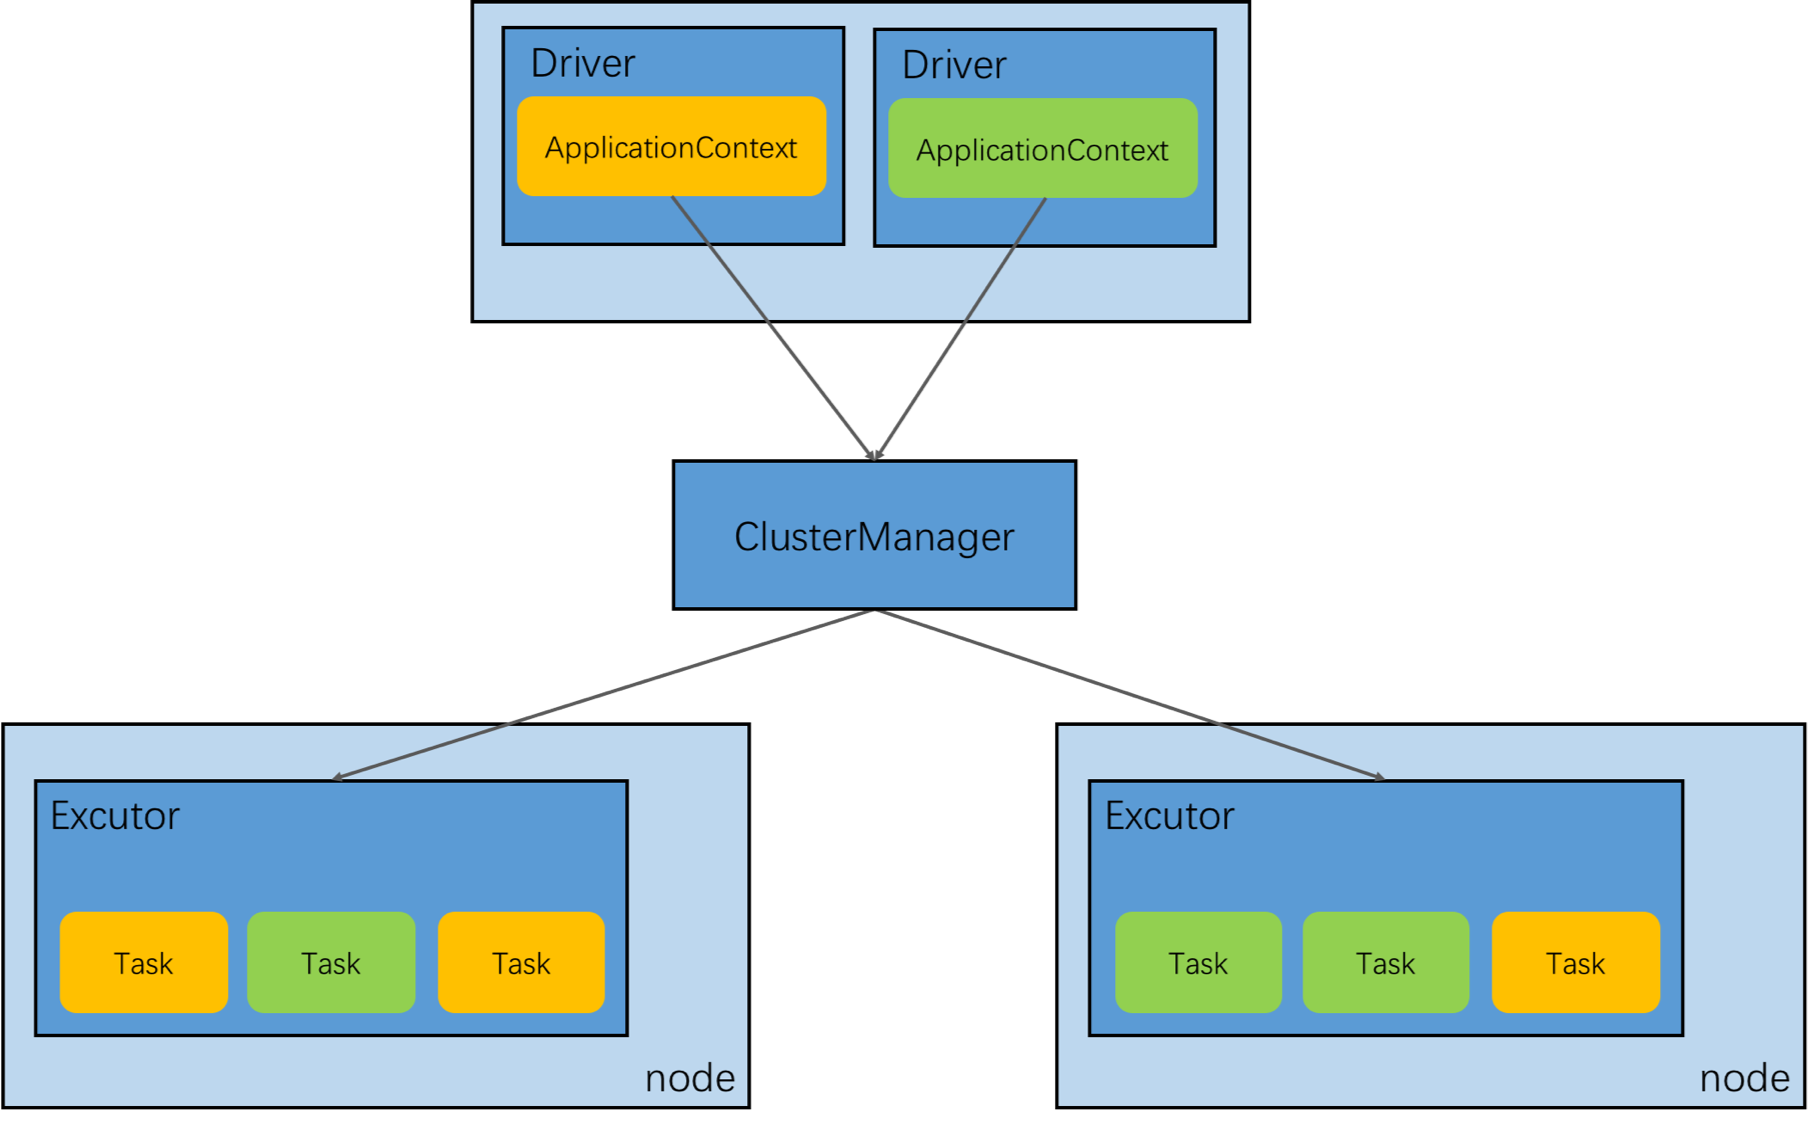 Driver
Driver
ApplicationContext
ApplicationContext
ClusterManager
Excutor
Excutor
Task
Task
Task
Task
Task
Task
node
node